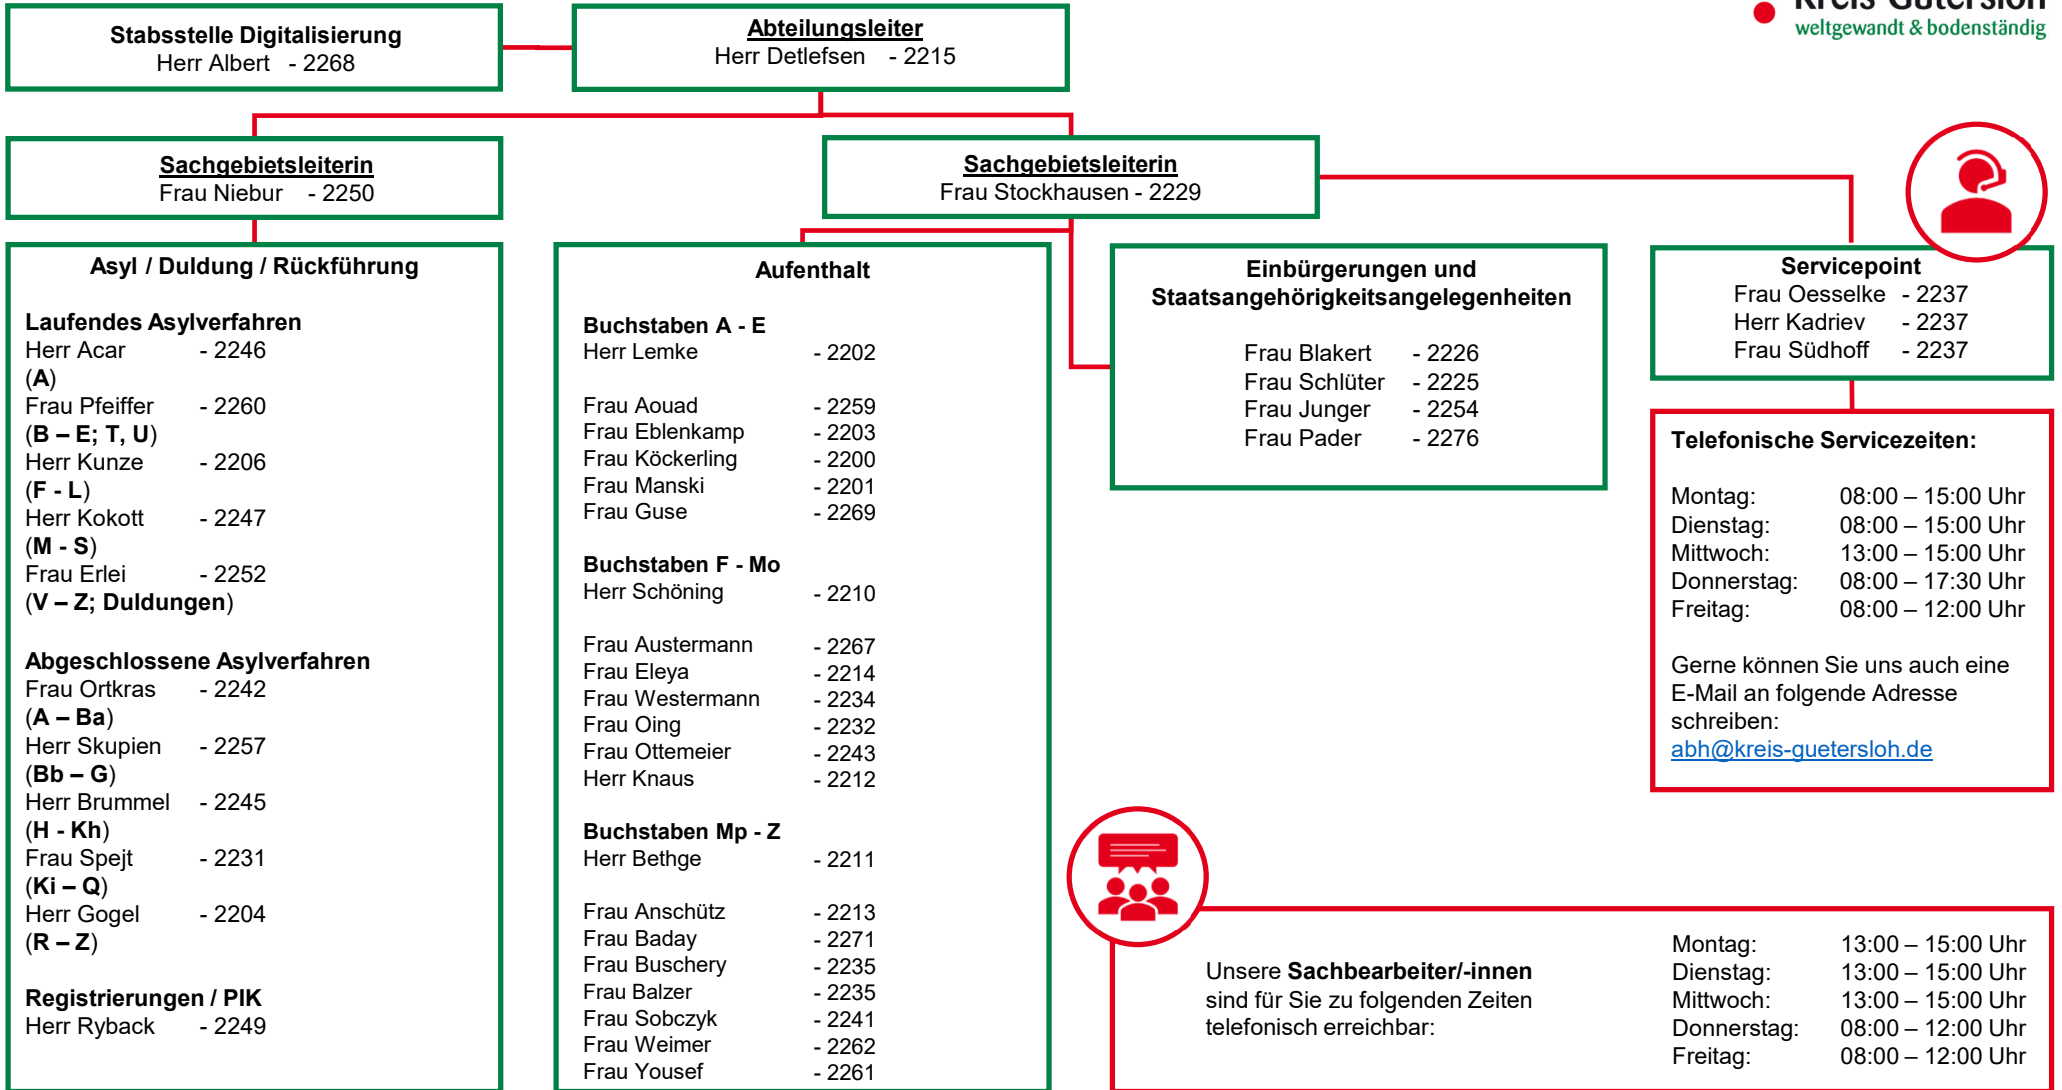 Kreis Gütersloh
weltgewandt & bodenständig
Stabsstelle Digitalisierung
Herr Albert - 2268
Abteilungsleiter
Herr Detlefsen - 2215
Sachgebietsleiterin
Frau Niebur - 2250
Sachgebietsleiterin
Frau Stockhausen - 2229
Asyl / Duldung / Rückführung
Laufendes Asylverfahren
Herr Acar - 2246
(A)
Frau Pfeiffer - 2260
(B – E; T, U)
Herr Kunze - 2206
(F - L)
Herr Kokott - 2247
(M - S)
Frau Erlei - 2252
(V – Z; Duldungen)
Abgeschlossene Asylverfahren
Frau Ortkras - 2242
(A – Ba)
Herr Skupien - 2257
(Bb – G)
Herr Brummel - 2245
(H - Kh)
Frau Spejt - 2231
(Ki – Q)
Herr Gogel - 2204
(R – Z)
Registrierungen / PIK
Herr Ryback - 2249
Aufenthalt
Buchstaben A - E
Herr Lemke - 2202
Frau Aouad - 2259
Frau Eblenkamp - 2203
Frau Köckerling - 2200
Frau Manski - 2201
Frau Guse - 2269
Buchstaben F - Mo
Herr Schöning - 2210
Frau Austermann - 2267
Frau Eleya - 2214
Frau Westermann - 2234
Frau Oing - 2232
Frau Ottemeier - 2243
Herr Knaus - 2212
Buchstaben Mp - Z
Herr Bethge - 2211
Frau Anschütz - 2213
Frau Baday - 2271
Frau Buschery - 2235
Frau Balzer - 2235
Frau Sobczyk - 2241
Frau Weimer - 2262
Frau Yousef - 2261
Einbürgerungen und
Staatsangehörigkeitsangelegenheiten
Frau Blakert - 2226
Frau Schlüter - 2225
Frau Junger - 2254
Frau Pader - 2276
Servicepoint
Frau Oesselke - 2237
Herr Kadriev - 2237
Frau Südhoff - 2237
Telefonische Servicezeiten:
Montag: 08:00 – 15:00 Uhr
Dienstag: 08:00 – 15:00 Uhr
Mittwoch: 13:00 – 15:00 Uhr
Donnerstag: 08:00 – 17:30 Uhr
Freitag: 08:00 – 12:00 Uhr
Gerne können Sie uns auch eine
E-Mail an folgende Adresse
schreiben:
abh@kreis-guetersloh.de
Unsere Sachbearbeiter/-innen
sind für Sie zu folgenden Zeiten
telefonisch erreichbar:
Montag: 13:00 – 15:00 Uhr
Dienstag: 13:00 – 15:00 Uhr
Mittwoch: 13:00 – 15:00 Uhr
Donnerstag: 08:00 – 12:00 Uhr
Freitag: 08:00 – 12:00 Uhr